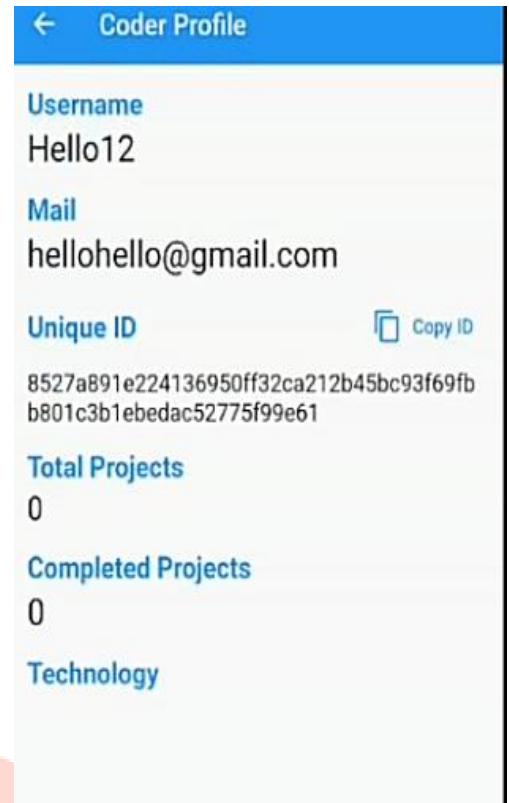 Coder Profile
Username
Hello12
Mail
hellohello@gmail.com
Unique ID
Copy ID
8527a891e224136950ff32ca212b45bc93f69fb
b801c3b1ebedac52775f99e61
Total Projects
0
Completed Projects
0
Technology